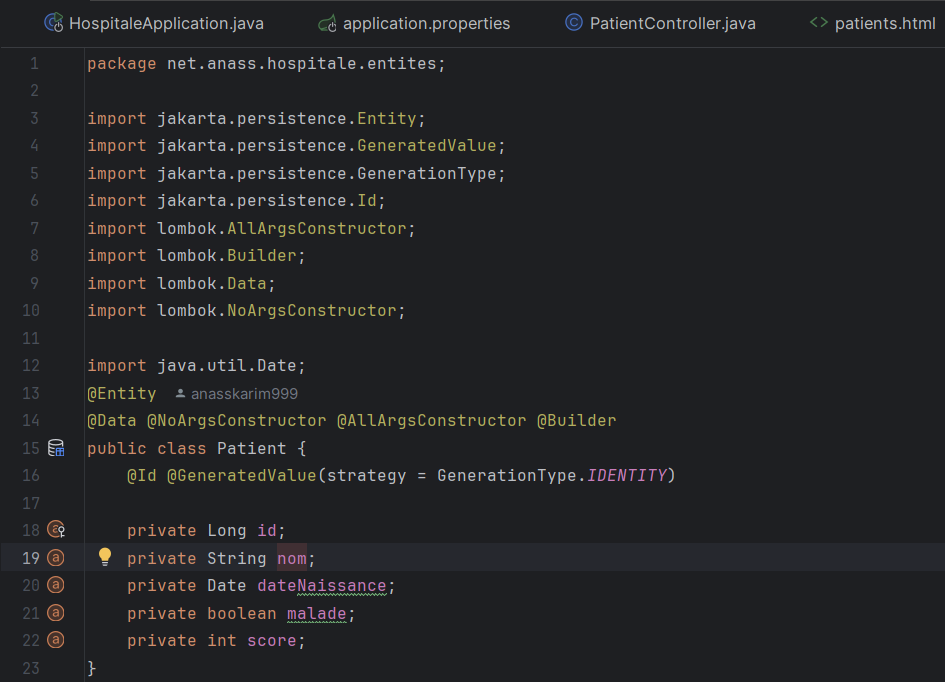 HospitaleApplication.java application.properties PatientController.java patients.html
1 package net.anass.hospitale.entites;
2
3 import jakarta.persistence.Entity;
4 import jakarta.persistence.GeneratedValue;
5 import jakarta.persistence.GenerationType;
6 import jakarta.persistence.Id;
7 import lombok.AllArgsConstructor;
8 import lombok.Builder;
9 import lombok.Data;
10 import lombok.NoArgsConstructor;
11
12 import java.util.Date;
13 @Entity anasskarim999
14 @Data @NoArgsConstructor @AllArgsConstructor @Builder
15 public class Patient {
16 @Id @GeneratedValue(strategy = GenerationType.IDENTITY)
17
18 private Long id;
19 private String nom;
20 private Date dateNaissance;
21 private boolean malade;
22 private int score;
23 }